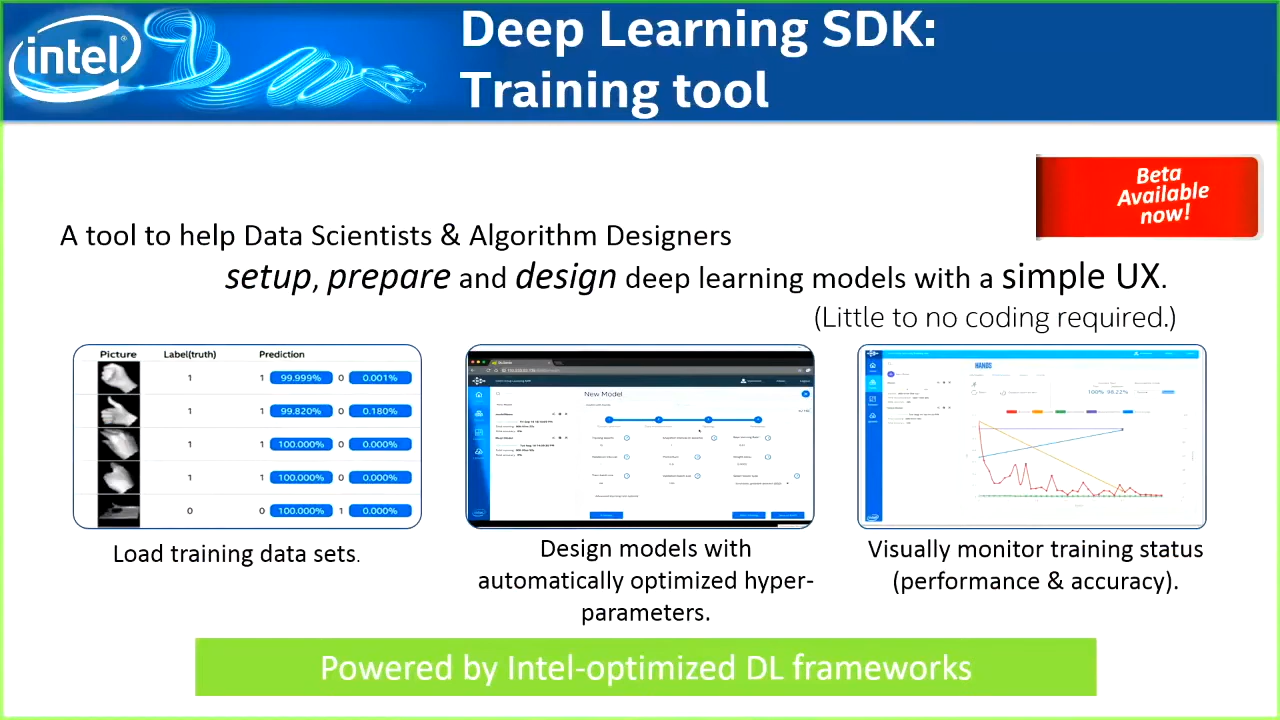 intel®
Deep Learning SDK:
Training tool
Beta
Available
now!
A tool to help Data Scientists & Algorithm Designers
setup, prepare and design deep learning models with a simple UX.
(Little to no coding required.)
Picture Label(truth) Prediction
1 1 99.999% 0 0.001%
1 1 99.820% 0 0.180%
1 1 100.000% 0 0.000%
1 1 100.000% 0 0.000%
0 0 100.000% 1 0.000%
New Model
HANDS
100% 98.22%
Load training data sets.
Design models with
automatically optimized hyper-
parameters.
Visually monitor training status
(performance & accuracy).
Powered by Intel-optimized DL frameworks